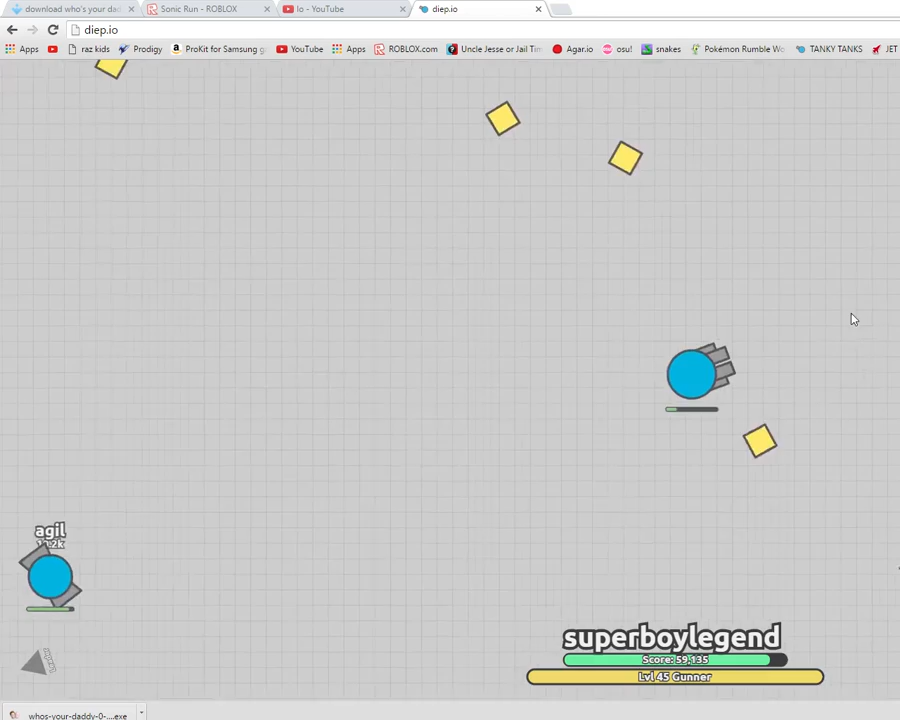 download who's your dad
Sonic Run - ROBLOX
Io - YouTube
diep.io
diep.io
Apps
raz kids
Prodigy
ProKit for Samsung g
YouTube
Apps
ROBLOX.com
Uncle Jesse or Jail Tim
Agar.io
osu!
snakes
Pokémon Rumble Wo
TANKY TANKS
JET
agil
superboylegend
Score: 59,135
Lvl 45 Gunner
Leader
whos-your-daddy-0-....exe